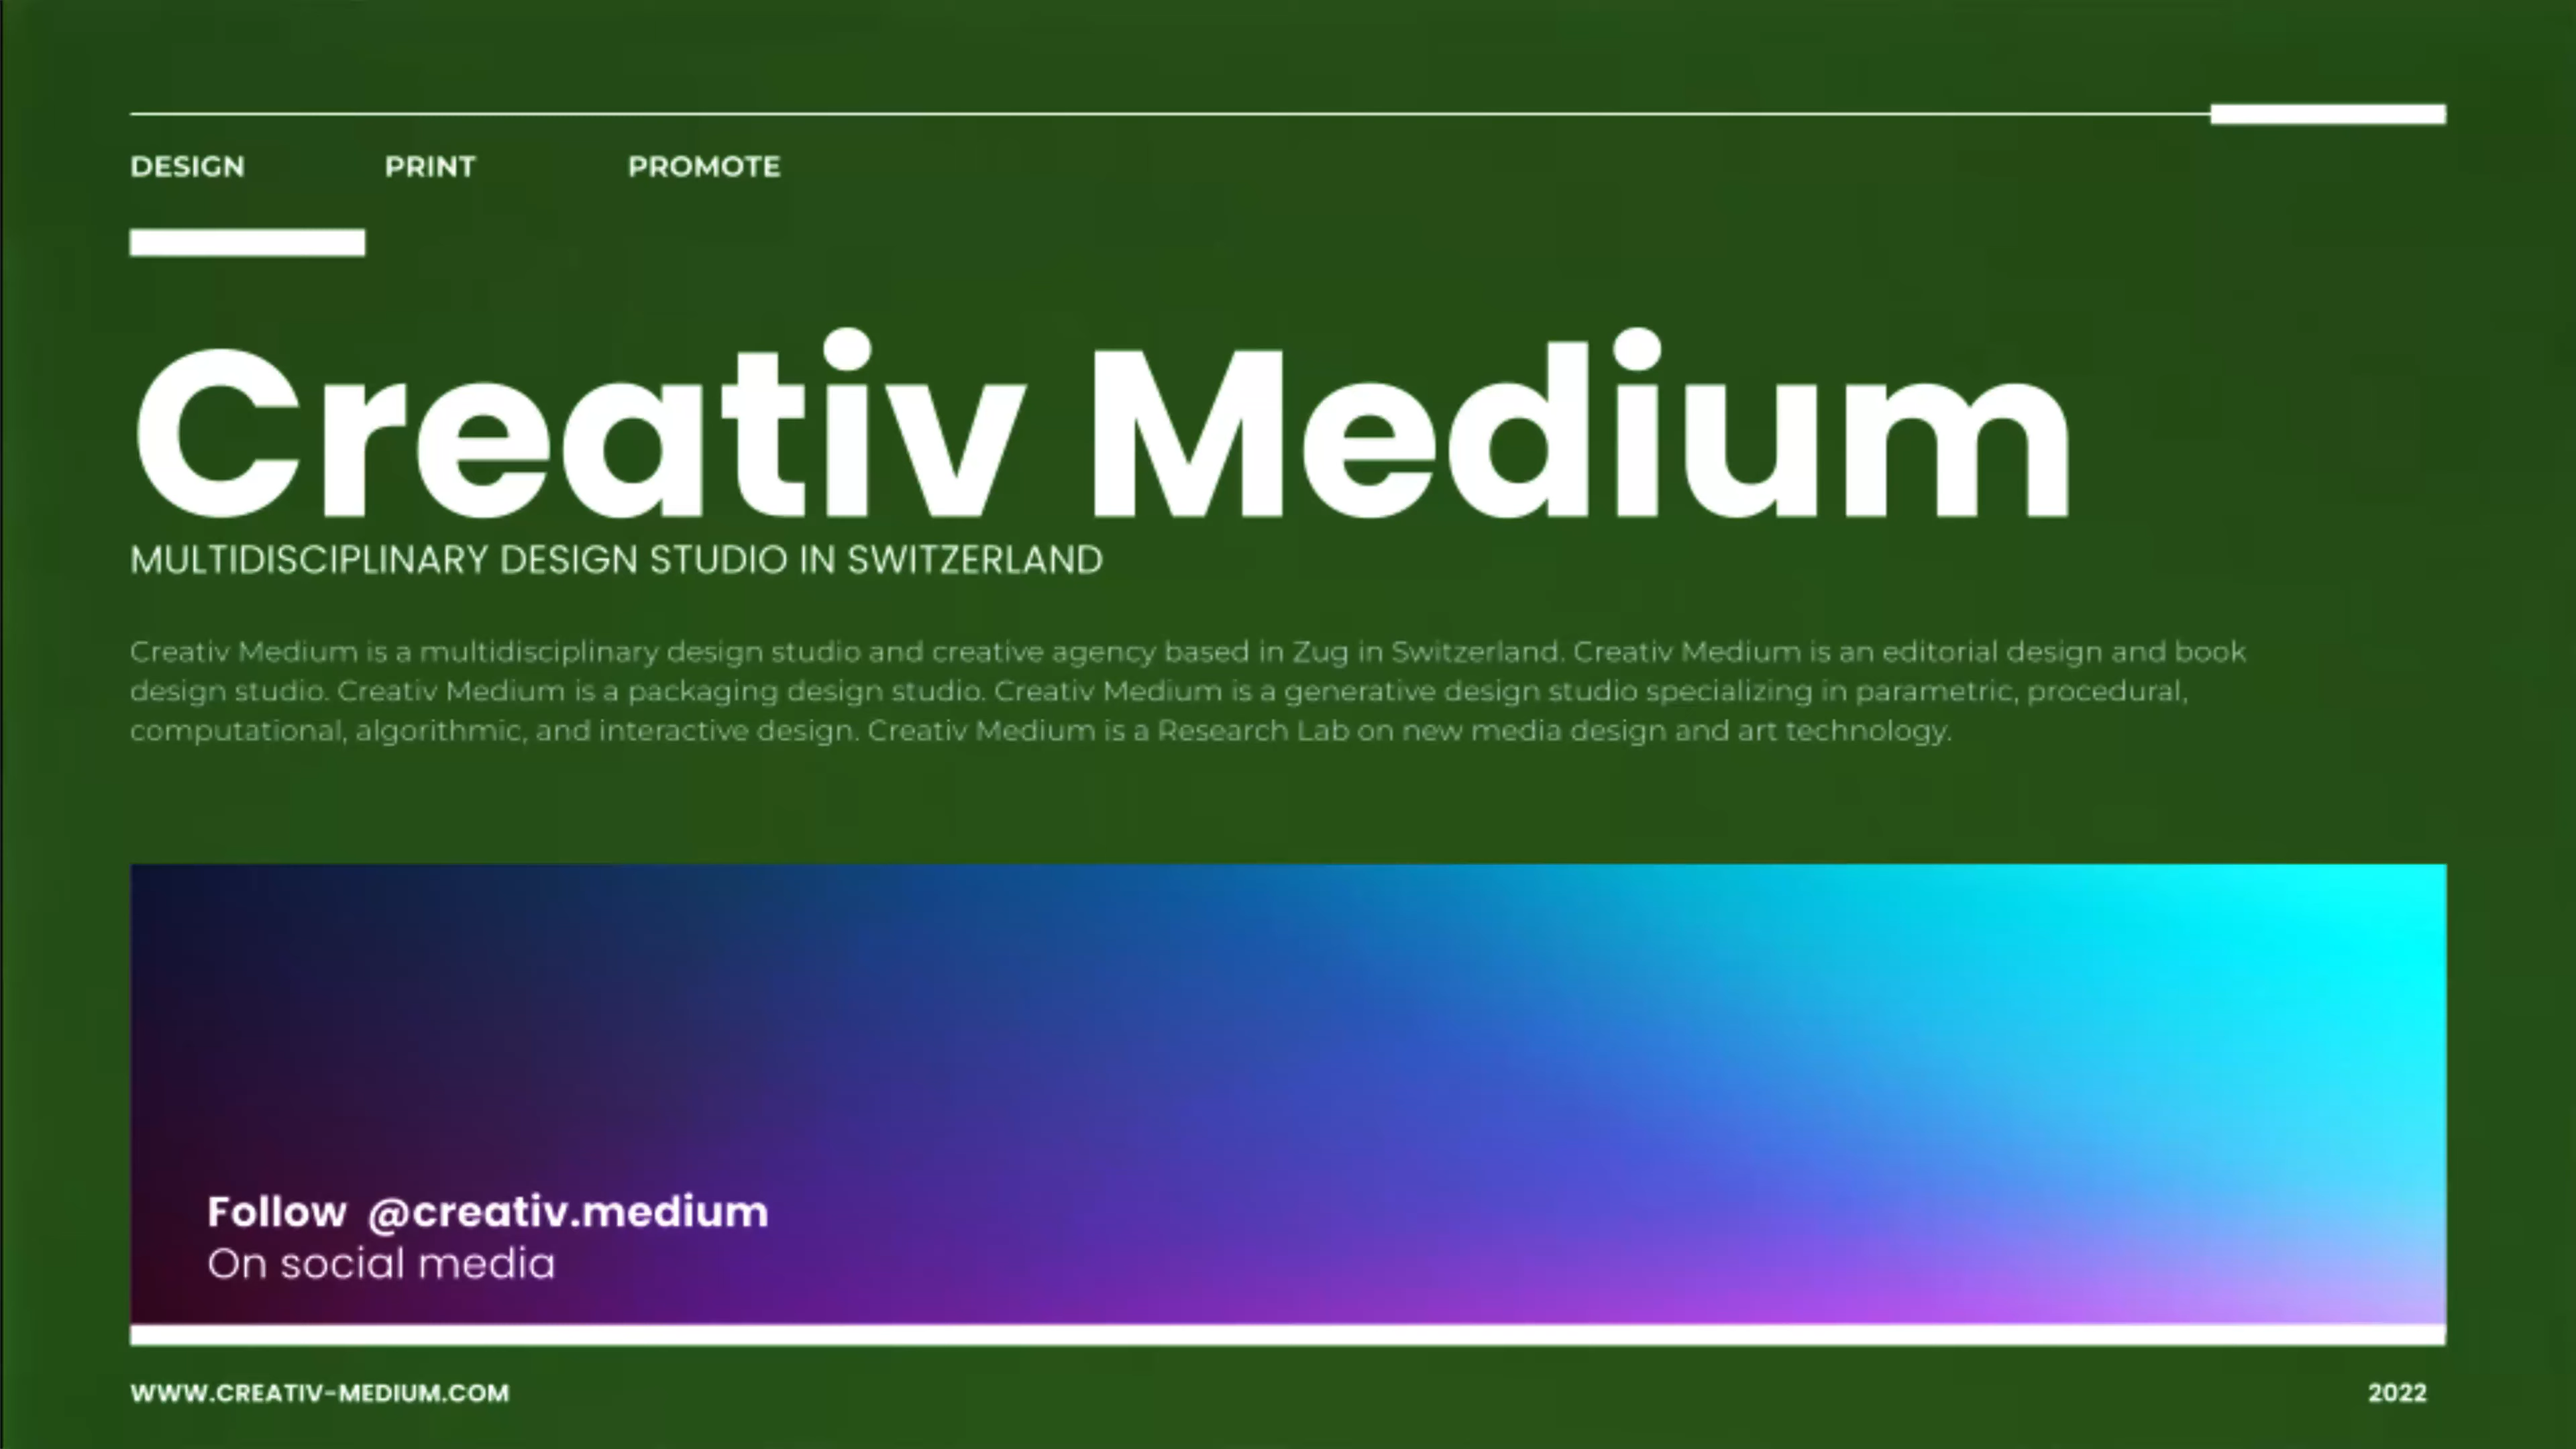 DESIGN PRINT PROMOTE
Creativ Medium
MULTIDISCIPLINARY DESIGN STUDIO IN SWITZERLAND
Creativ Medium is a multidisciplinary design studio and creative agency based in Zug in Switzerland. Creativ Medium is an editorial design and book
design studio. Creativ Medium is a packaging design studio. Creativ Medium is a generative design studio specializing in parametric, procedural,
computational, algorithmic, and interactive design. Creativ Medium is a Research Lab on new media design and art technology.
Follow @creativ.medium
On social media
WWW.CREATIV-MEDIUM.COM 2022